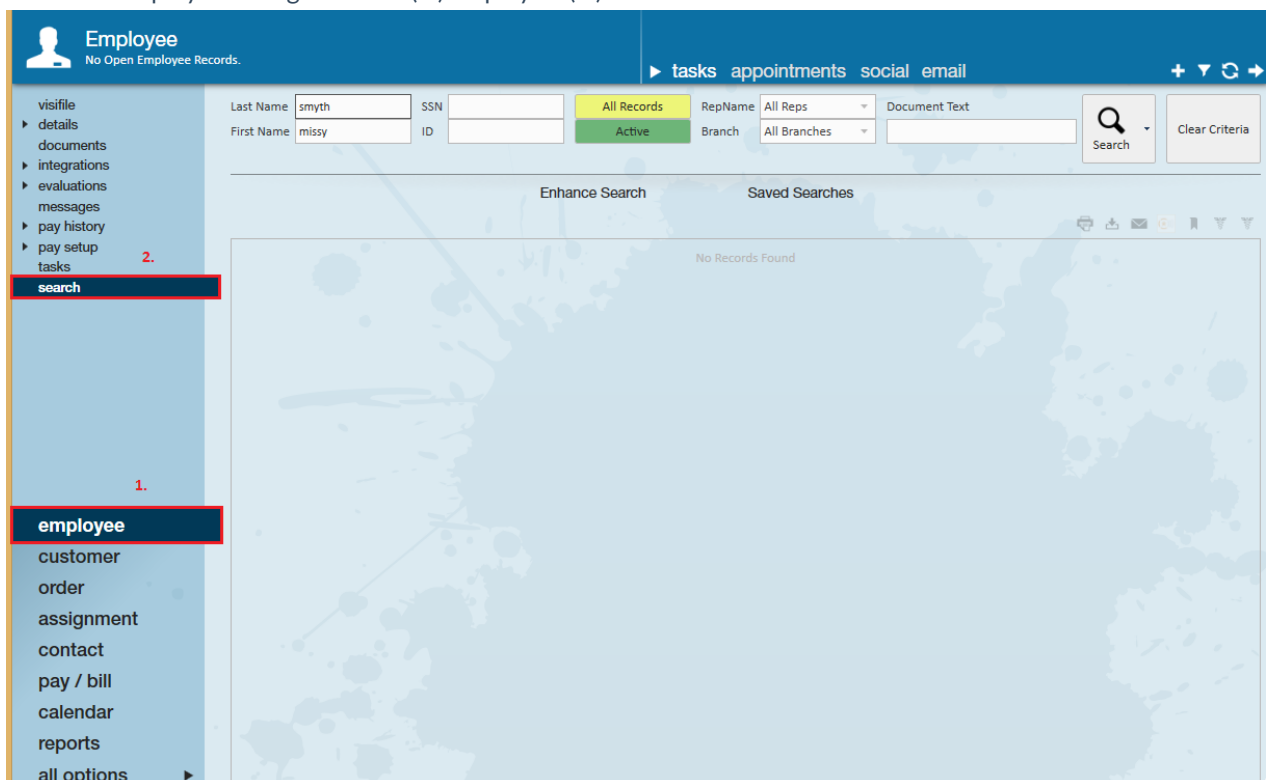 Employee
No Open Employee Records.
tasks appointments social email
visifile
details
documents
integrations
evaluations
messages
pay history
pay setup
tasks
search
2.
1.
employee
customer
order
assignment
contact
pay / bill
calendar
reports
all options
Last Name smyth SSN All Records RepName All Reps Document Text
First Name missy ID Active Branch All Branches
Search
Clear Criteria
Enhance Search Saved Searches
No Records Found